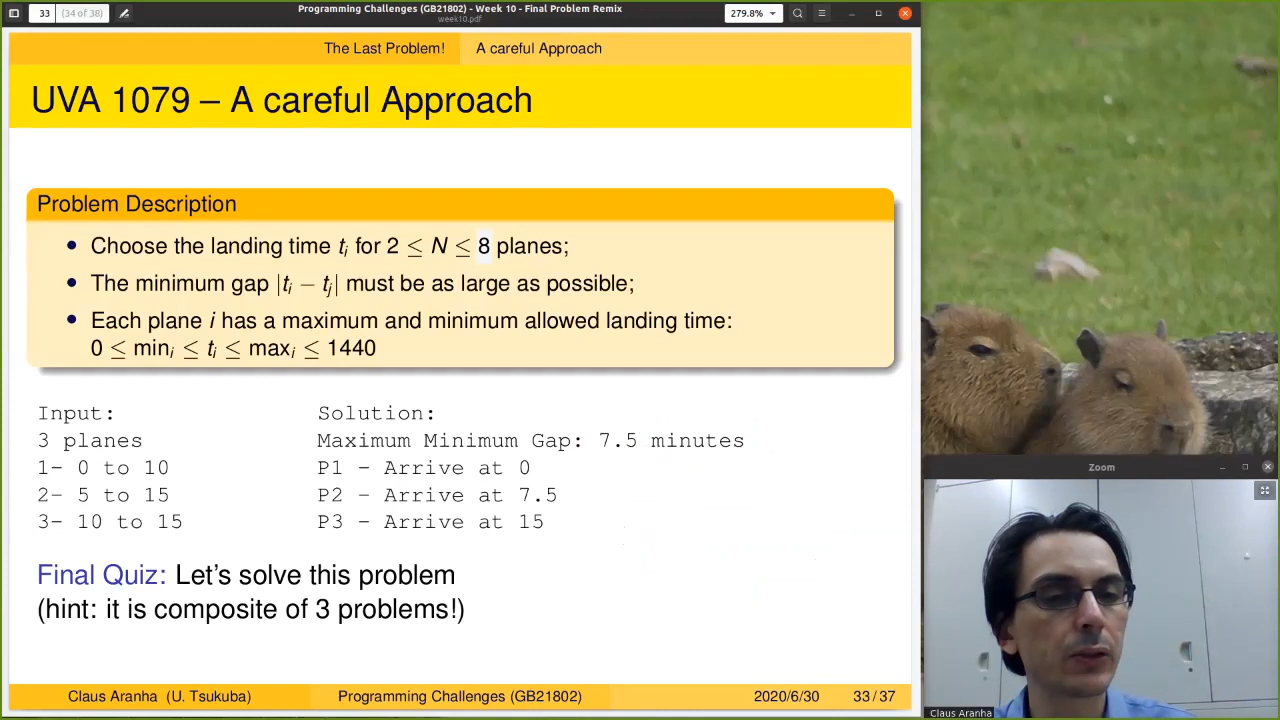 33 (34 of 38) Programming Challenges (GB21802) - Week 10 - Final Problem Remix 279.8%
week10.pdf
The Last Problem! A careful Approach
UVA 1079 – A careful Approach
Problem Description
• Choose the landing time tᵢ for 2 ≤ N ≤ 8 planes;
• The minimum gap |tᵢ − tⱼ| must be as large as possible;
• Each plane i has a maximum and minimum allowed landing time:
0 ≤ minᵢ ≤ tᵢ ≤ maxᵢ ≤ 1440
Input: Solution:
3 planes Maximum Minimum Gap: 7.5 minutes
1- 0 to 10 P1 - Arrive at 0
2- 5 to 15 P2 - Arrive at 7.5
3- 10 to 15 P3 - Arrive at 15
Final Quiz: Let's solve this problem
(hint: it is composite of 3 problems!)
Claus Aranha (U. Tsukuba) Programming Challenges (GB21802) 2020/6/30 33/37
Zoom
Claus Aranha